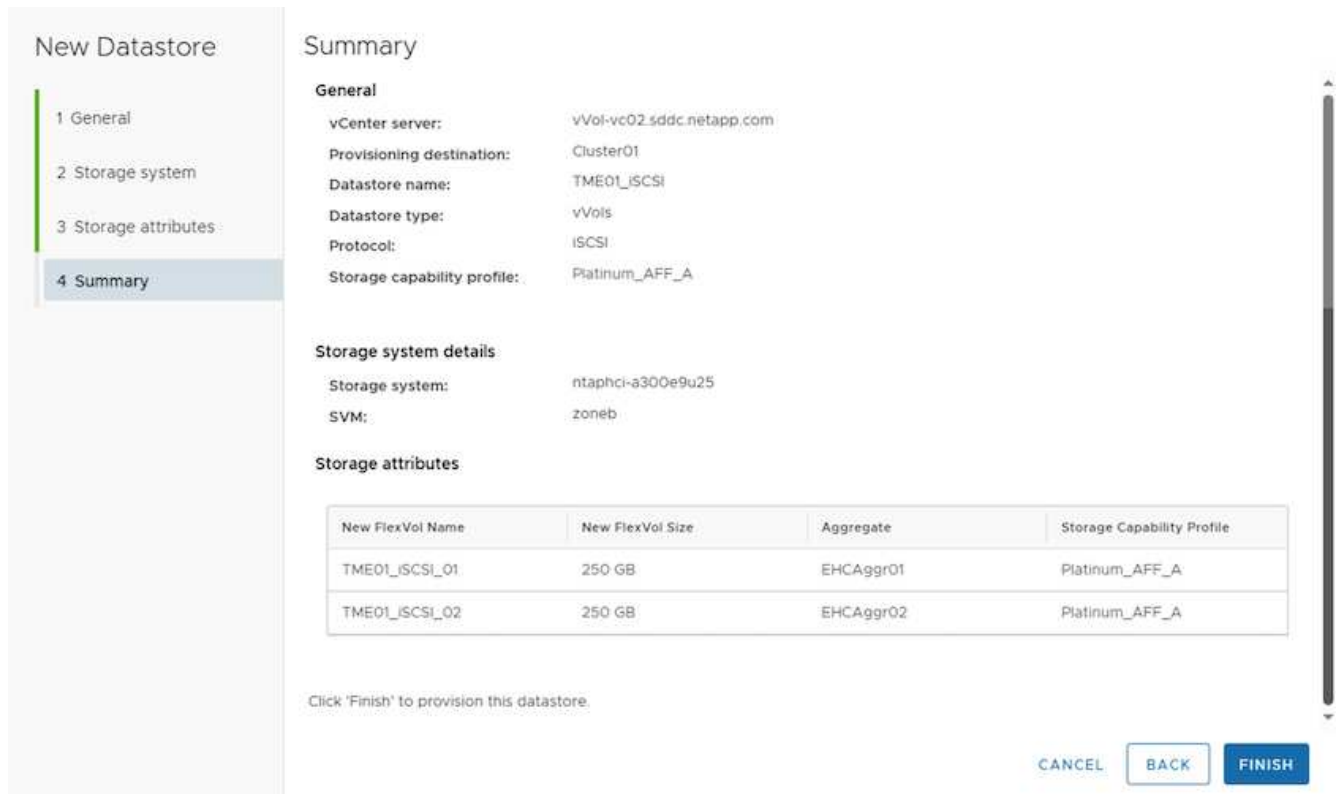 New Datastore
1 General
2 Storage system
3 Storage attributes
4 Summary
Summary
General
vCenter server: vVol-vc02.sddc.netapp.com
Provisioning destination: Cluster01
Datastore name: TME01_iSCSI
Datastore type: vVols
Protocol: iSCSI
Storage capability profile: Platinum_AFF_A
Storage system details
Storage system: ntaphci-a300e9u25
SVM: zoneb
Storage attributes
New FlexVol Name New FlexVol Size Aggregate Storage Capability Profile
TME01_iSCSI_01 250 GB EHCAggr01 Platinum_AFF_A
TME01_iSCSI_02 250 GB EHCAggr02 Platinum_AFF_A
Click 'Finish' to provision this datastore.
CANCEL BACK FINISH